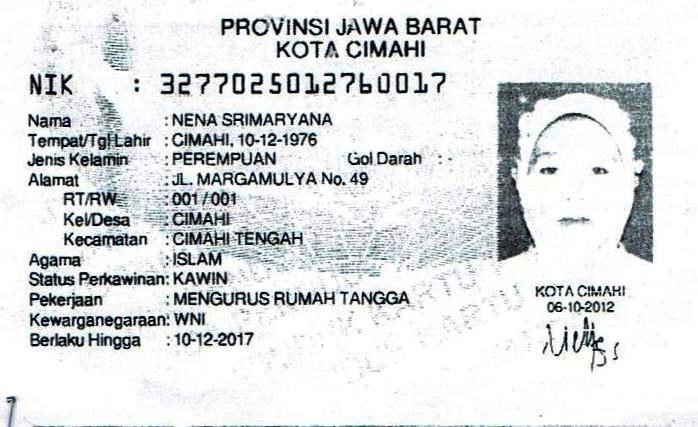 PROVINSI JAWA BARAT
KOTA CIMAHI
NIK : 3277025012760017
Nama : NENA SRIMARYANA
Tempat/Tgl Lahir : CIMAHI, 10-12-1976
Jenis Kelamin : PEREMPUAN Gol Darah : -
Alamat : JL. MARGAMULYA No. 49
RT/RW : 001 / 001
Kel/Desa : CIMAHI
Kecamatan : CIMAHI TENGAH
Agama : ISLAM
Status Perkawinan: KAWIN
Pekerjaan : MENGURUS RUMAH TANGGA
Kewarganegaraan: WNI
Berlaku Hingga : 10-12-2017
KOTA CIMAHI
06-10-2012